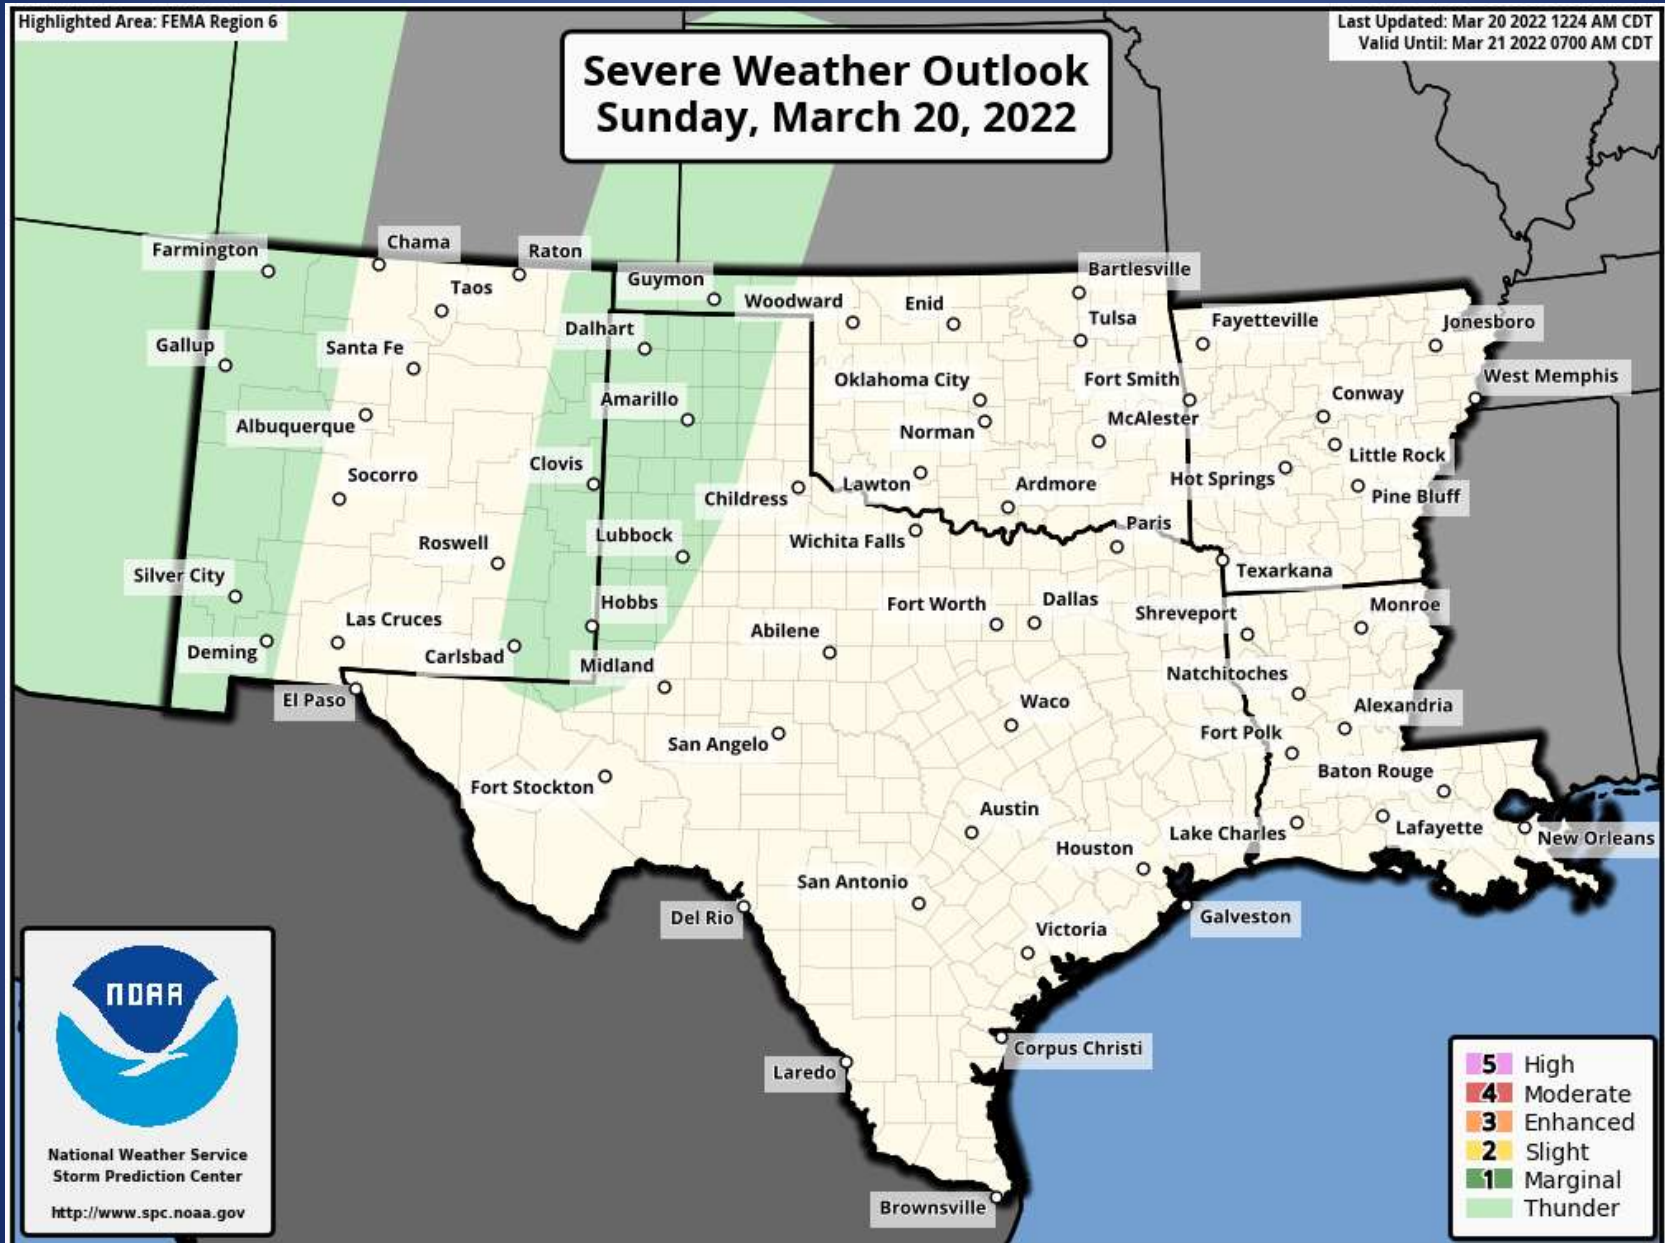 Highlighted Area: FEMA Region 6
Last Updated: Mar 20 2022 1224 AM CDT
Valid Until: Mar 21 2022 0700 AM CDT
Severe Weather Outlook
Sunday, March 20, 2022
Farmington
Chama
Raton
Taos
Guymon
Woodward
Enid
Bartlesville
Tulsa
Fayetteville
Jonesboro
Gallup
Santa Fe
Dalhart
West Memphis
Albuquerque
Amarillo
Oklahoma City
Fort Smith
Conway
Norman
McAlester
Little Rock
Socorro
Clovis
Childress
Lawton
Ardmore
Hot Springs
Pine Bluff
Roswell
Lubbock
Wichita Falls
Paris
Texarkana
Silver City
Hobbs
Fort Worth
Dallas
Shreveport
Monroe
Las Cruces
Abilene
Deming
Carlsbad
Midland
Natchitoches
El Paso
Waco
Alexandria
San Angelo
Fort Polk
Fort Stockton
Baton Rouge
Austin
Lake Charles
Lafayette
New Orleans
Houston
San Antonio
Del Rio
Galveston
Victoria
Corpus Christi
Laredo
Brownsville
NOAA
National Weather Service
Storm Prediction Center
http://www.spc.noaa.gov
5 High
4 Moderate
3 Enhanced
2 Slight
1 Marginal
Thunder